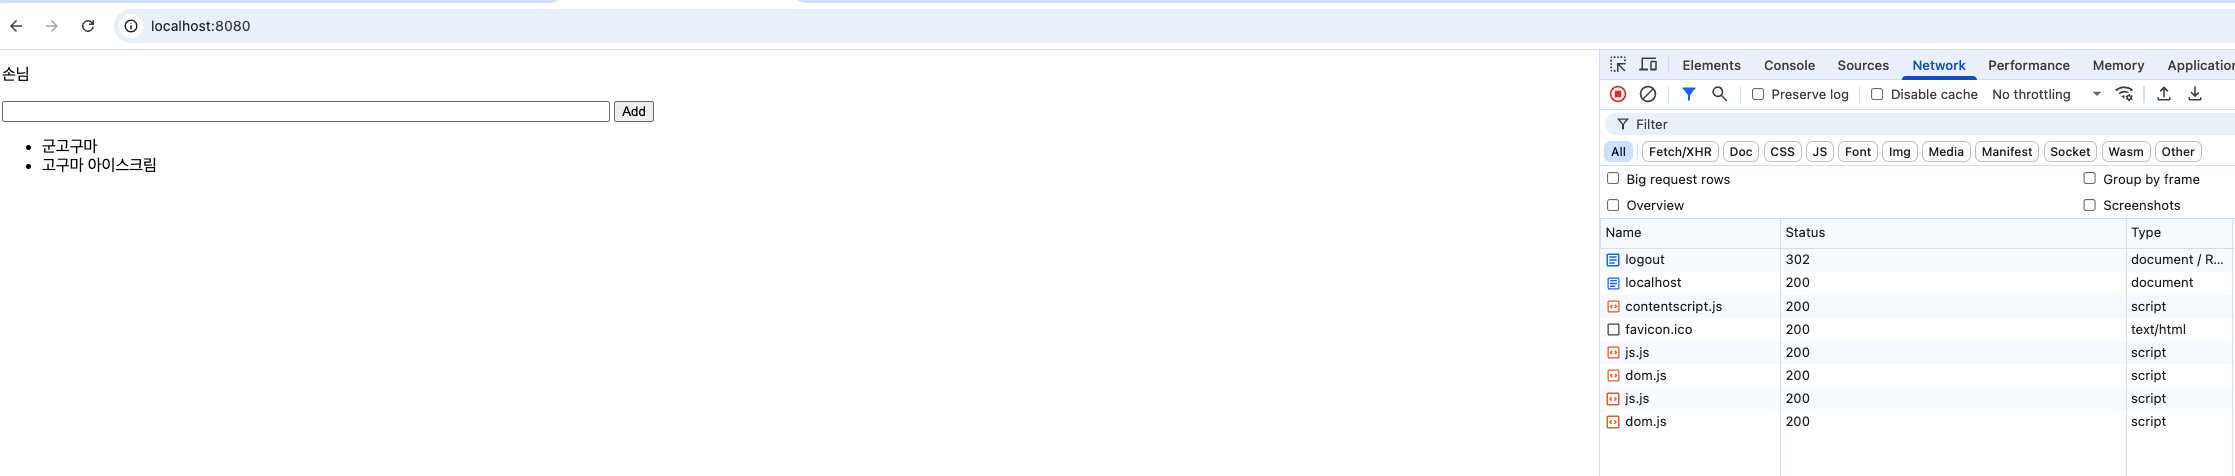 localhost:8080
손님
Add
군고구마
고구마 아이스크림
Elements Console Sources Network Performance Memory Applicatio
Preserve log Disable cache No throttling
Filter
All Fetch/XHR Doc CSS JS Font Img Media Manifest Socket Wasm Other
Big request rows Group by frame
Overview Screenshots
Name Status Type
logout 302 document / R...
localhost 200 document
contentscript.js 200 script
favicon.ico 200 text/html
js.js 200 script
dom.js 200 script
js.js 200 script
dom.js 200 script